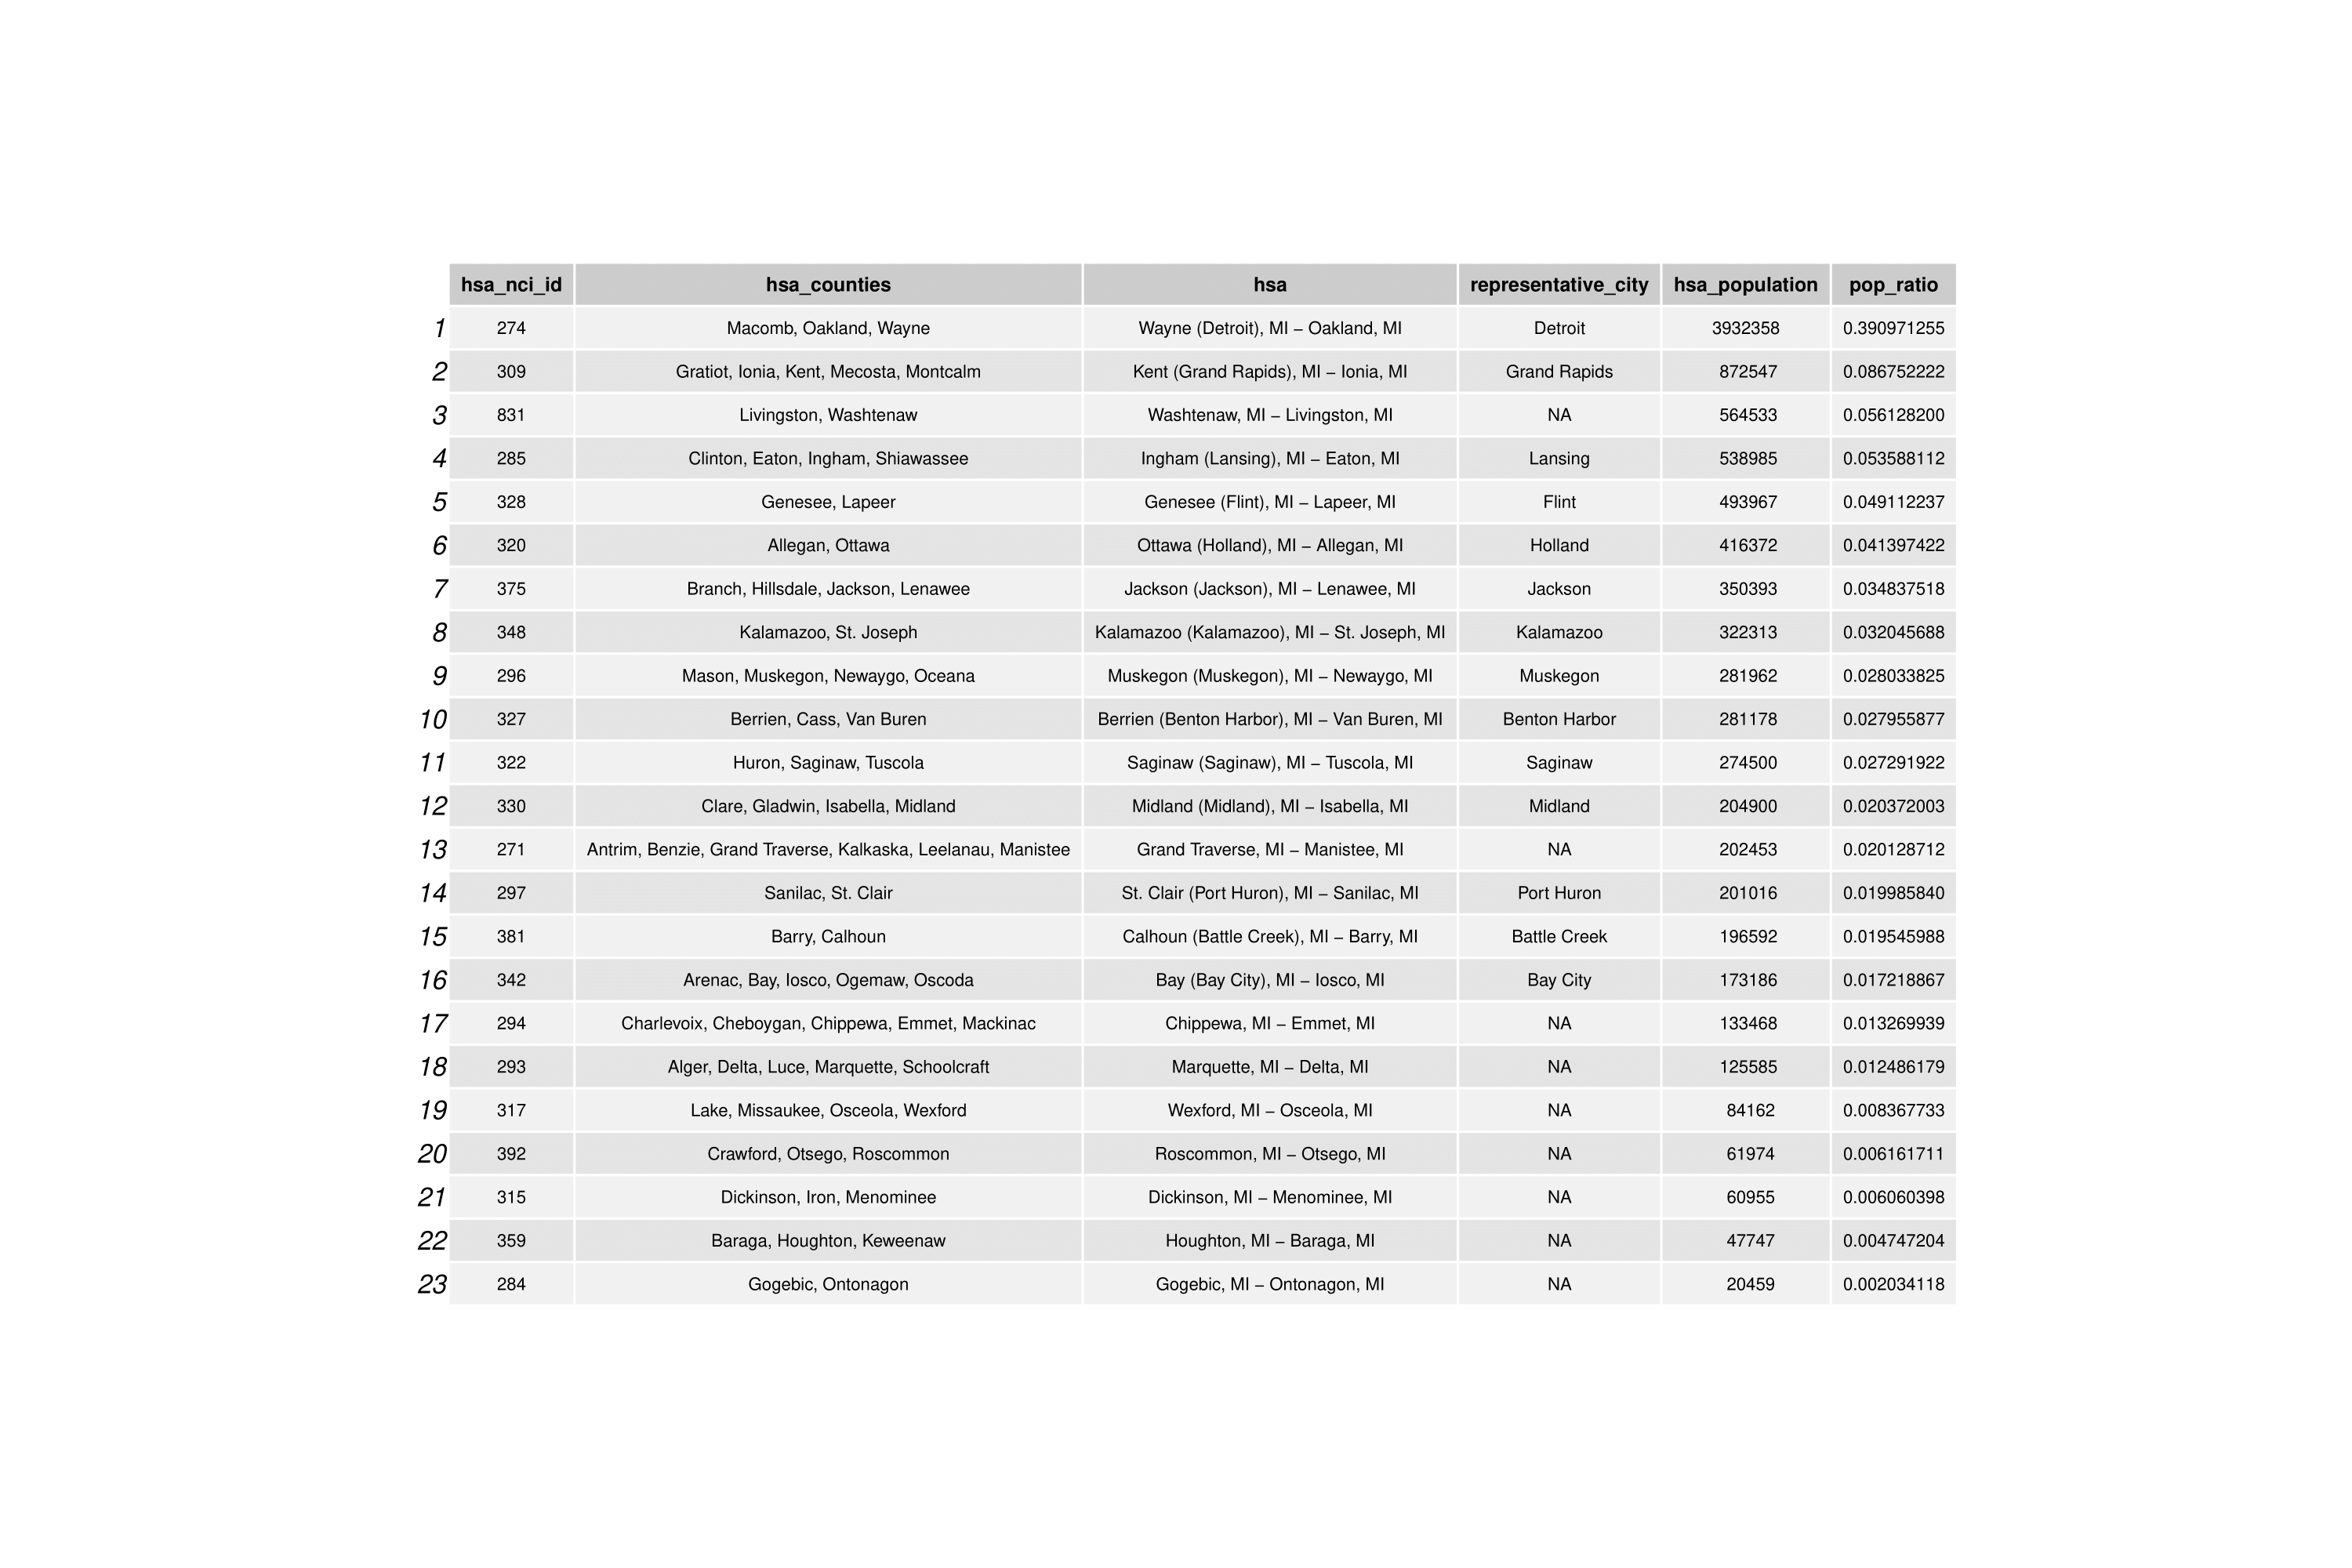 hsa_nci_id hsa_counties hsa representative_city hsa_population pop_ratio
1 274 Macomb, Oakland, Wayne Wayne (Detroit), MI – Oakland, MI Detroit 3932358 0.390971255
2 309 Gratiot, Ionia, Kent, Mecosta, Montcalm Kent (Grand Rapids), MI – Ionia, MI Grand Rapids 872547 0.086752222
3 831 Livingston, Washtenaw Washtenaw, MI – Livingston, MI NA 564533 0.056128200
4 285 Clinton, Eaton, Ingham, Shiawassee Ingham (Lansing), MI – Eaton, MI Lansing 538985 0.053588112
5 328 Genesee, Lapeer Genesee (Flint), MI – Lapeer, MI Flint 493967 0.049112237
6 320 Allegan, Ottawa Ottawa (Holland), MI – Allegan, MI Holland 416372 0.041397422
7 375 Branch, Hillsdale, Jackson, Lenawee Jackson (Jackson), MI – Lenawee, MI Jackson 350393 0.034837518
8 348 Kalamazoo, St. Joseph Kalamazoo (Kalamazoo), MI – St. Joseph, MI Kalamazoo 322313 0.032045688
9 296 Mason, Muskegon, Newaygo, Oceana Muskegon (Muskegon), MI – Newaygo, MI Muskegon 281962 0.028033825
10 327 Berrien, Cass, Van Buren Berrien (Benton Harbor), MI – Van Buren, MI Benton Harbor 281178 0.027955877
11 322 Huron, Saginaw, Tuscola Saginaw (Saginaw), MI – Tuscola, MI Saginaw 274500 0.027291922
12 330 Clare, Gladwin, Isabella, Midland Midland (Midland), MI – Isabella, MI Midland 204900 0.020372003
13 271 Antrim, Benzie, Grand Traverse, Kalkaska, Leelanau, Manistee Grand Traverse, MI – Manistee, MI NA 202453 0.020128712
14 297 Sanilac, St. Clair St. Clair (Port Huron), MI – Sanilac, MI Port Huron 201016 0.019985840
15 381 Barry, Calhoun Calhoun (Battle Creek), MI – Barry, MI Battle Creek 196592 0.019545988
16 342 Arenac, Bay, Iosco, Ogemaw, Oscoda Bay (Bay City), MI – Iosco, MI Bay City 173186 0.017218867
17 294 Charlevoix, Cheboygan, Chippewa, Emmet, Mackinac Chippewa, MI – Emmet, MI NA 133468 0.013269939
18 293 Alger, Delta, Luce, Marquette, Schoolcraft Marquette, MI – Delta, MI NA 125585 0.012486179
19 317 Lake, Missaukee, Osceola, Wexford Wexford, MI – Osceola, MI NA 84162 0.008367733
20 392 Crawford, Otsego, Roscommon Roscommon, MI – Otsego, MI NA 61974 0.006161711
21 315 Dickinson, Iron, Menominee Dickinson, MI – Menominee, MI NA 60955 0.006060398
22 359 Baraga, Houghton, Keweenaw Houghton, MI – Baraga, MI NA 47747 0.004747204
23 284 Gogebic, Ontonagon Gogebic, MI – Ontonagon, MI NA 20459 0.002034118